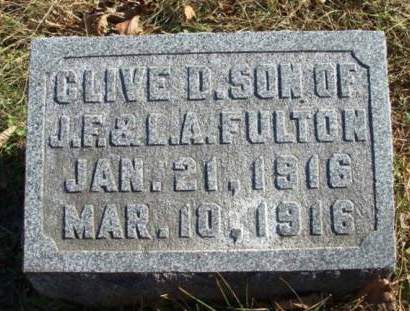 CLIVE D. SON OF
J.F. & L.A. FULTON
JAN. 21, 1916
MAR. 10, 1916